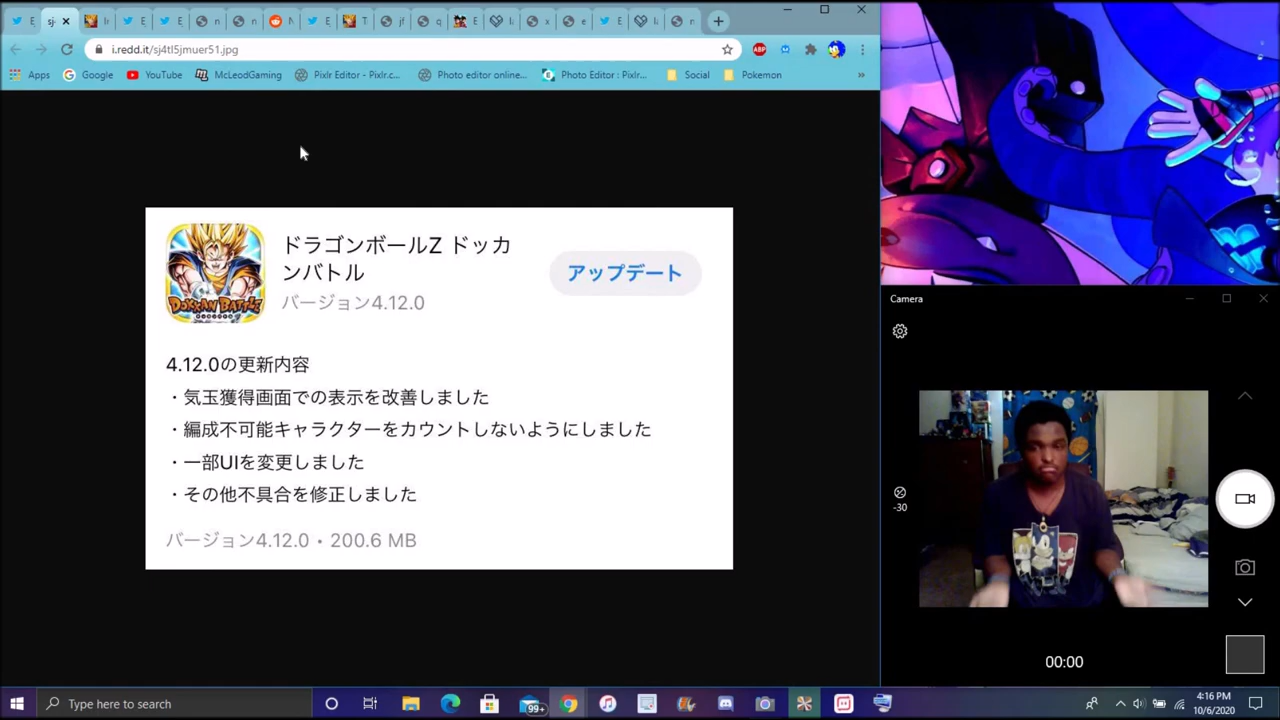 sj
i.redd.it/sj4tl5jmuer51.jpg
ABP
Apps
Google
YouTube
McLeodGaming
Pixlr Editor - Pixlr.c...
Photo editor online...
Photo Editor : Pixlr...
Social
Pokemon
»
ドラゴンボールZ ドッカ
ンバトル
バージョン4.12.0
アップデート
DOKKAN BATTLE
4.12.0の更新内容
・気玉獲得画面での表示を改善しました
・編成不可能キャラクターをカウントしないようにしました
・一部UIを変更しました
・その他不具合を修正しました
バージョン4.12.0・200.6 MB
Camera
-30
00:00
Type here to search
99+
4:16 PM
10/6/2020